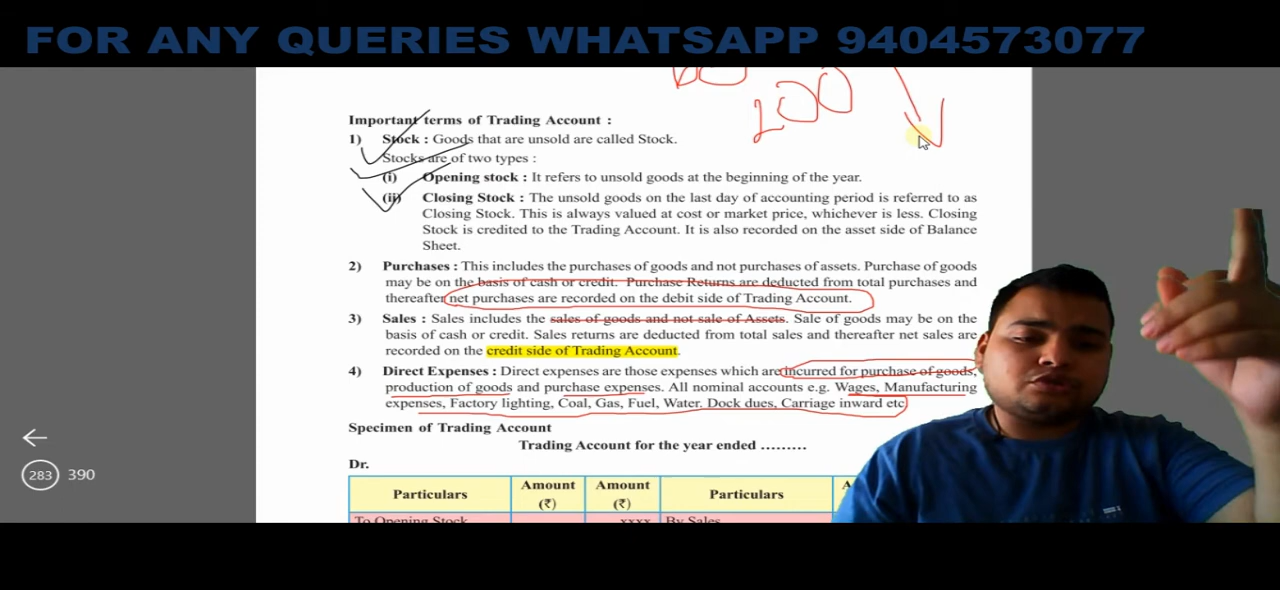 FOR ANY QUERIES WHATSAPP 9404573077
100
Important terms of Trading Account :
1) Stock : Goods that are unsold are called Stock.
Stocks are of two types :
(i) Opening stock : It refers to unsold goods at the beginning of the year.
(ii) Closing Stock : The unsold goods on the last day of accounting period is referred to as
Closing Stock. This is always valued at cost or market price, whichever is less. Closing
Stock is credited to the Trading Account. It is also recorded on the asset side of Balance
Sheet.
2) Purchases : This includes the purchases of goods and not purchases of assets. Purchase of goods
may be on the basis of cash or credit. Purchase Returns are deducted from total purchases and
thereafter net purchases are recorded on the debit side of Trading Account.
3) Sales : Sales includes the sales of goods and not sale of Assets. Sale of goods may be on the
basis of cash or credit. Sales returns are deducted from total sales and thereafter net sales are
recorded on the credit side of Trading Account.
4) Direct Expenses : Direct expenses are those expenses which are incurred for purchase of goods,
production of goods and purchase expenses. All nominal accounts e.g. Wages, Manufacturing
expenses, Factory lighting, Coal, Gas, Fuel, Water. Dock dues, Carriage inward etc
Specimen of Trading Account
Trading Account for the year ended .........
Dr.
Particulars Amount (₹) Amount (₹) Particulars
To Opening Stock xxxx By Sales
283 390